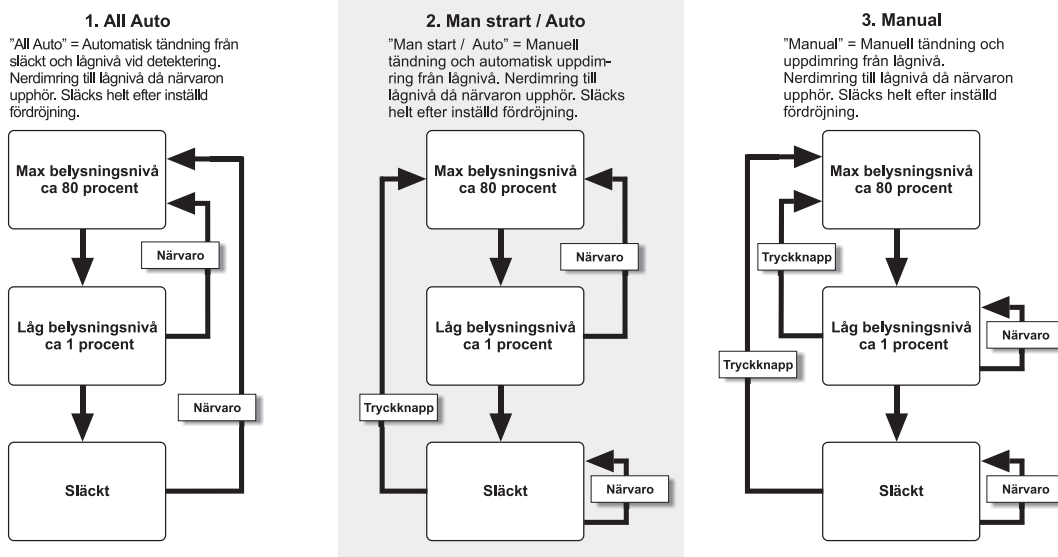 1. All Auto
"All Auto" = Automatisk tändning från
släckt och lågnivå vid detektering.
Nerdimring till lågnivå då närvaron
upphör. Släcks helt efter inställd
fördröjning.
Max belysningsnivå
ca 80 procent
Närvaro
Låg belysningsnivå
ca 1 procent
Närvaro
Släckt
2. Man strart / Auto
"Man start / Auto" = Manuell
tändning och automatisk uppdim-
ring från lågnivå. Nerdimring till
lågnivå då närvaron upphör. Släcks
helt efter inställd fördröjning.
Max belysningsnivå
ca 80 procent
Närvaro
Låg belysningsnivå
ca 1 procent
Tryckknapp
Släckt
Närvaro
3. Manual
"Manual" = Manuell tändning och
uppdimring från lågnivå.
Nerdimring till lågnivå då närvaron
upphör. Släcks helt efter inställd
fördröjning.
Max belysningsnivå
ca 80 procent
Tryckknapp
Låg belysningsnivå
ca 1 procent
Närvaro
Tryckknapp
Släckt
Närvaro